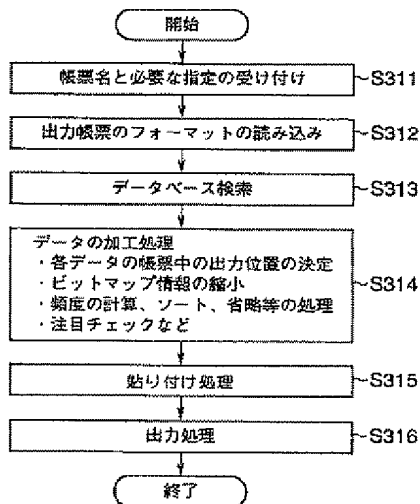 開始
帳票名と必要な指定の受け付け
S311
出力帳票のフォーマットの読み込み
S312
データベース検索
S313
データの加工処理
・各データの帳票中の出力位置の決定
・ビットマップ情報の縮小
・頻度の計算、ソート、省略等の処理
・注目チェックなど
S314
貼り付け処理
S315
出力処理
S316
終了